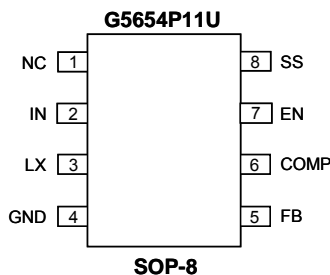 G5654P11U
NC 1 8 SS
IN 2 7 EN
LX 3 6 COMP
GND 4 5 FB
SOP-8